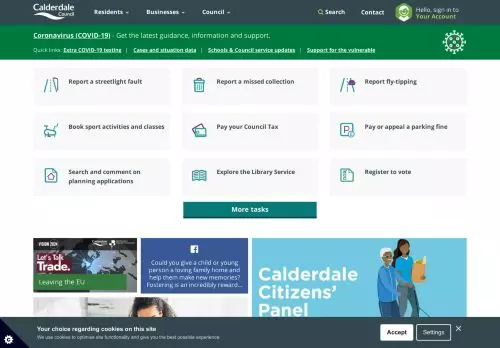 Calderdale
Council
Residents
Businesses
Council
Search
Contact
Hello, sign in to
Your Account
Coronavirus (COVID-19) - Get the latest guidance, information and support.
Quick links: Extra COVID-19 testing | Cases and situation data | Schools & Council service updates | Support for the vulnerable
Report a streetlight fault
Report a missed collection
Report fly-tipping
Book sport activities and classes
Pay your Council Tax
Pay or appeal a parking fine
Search and comment on
planning applications
Explore the Library Service
Register to vote
More tasks
VISION 2024
Let's Talk
Trade.
Leaving the EU
Could you give a child or young
person a loving family home and
help them make new memories?
Fostering is an incredible reward...
Calderdale
Citizens'
Panel
Your choice regarding cookies on this site
We use cookies to optimise site functionality and give you the best possible experience.
Accept
Settings